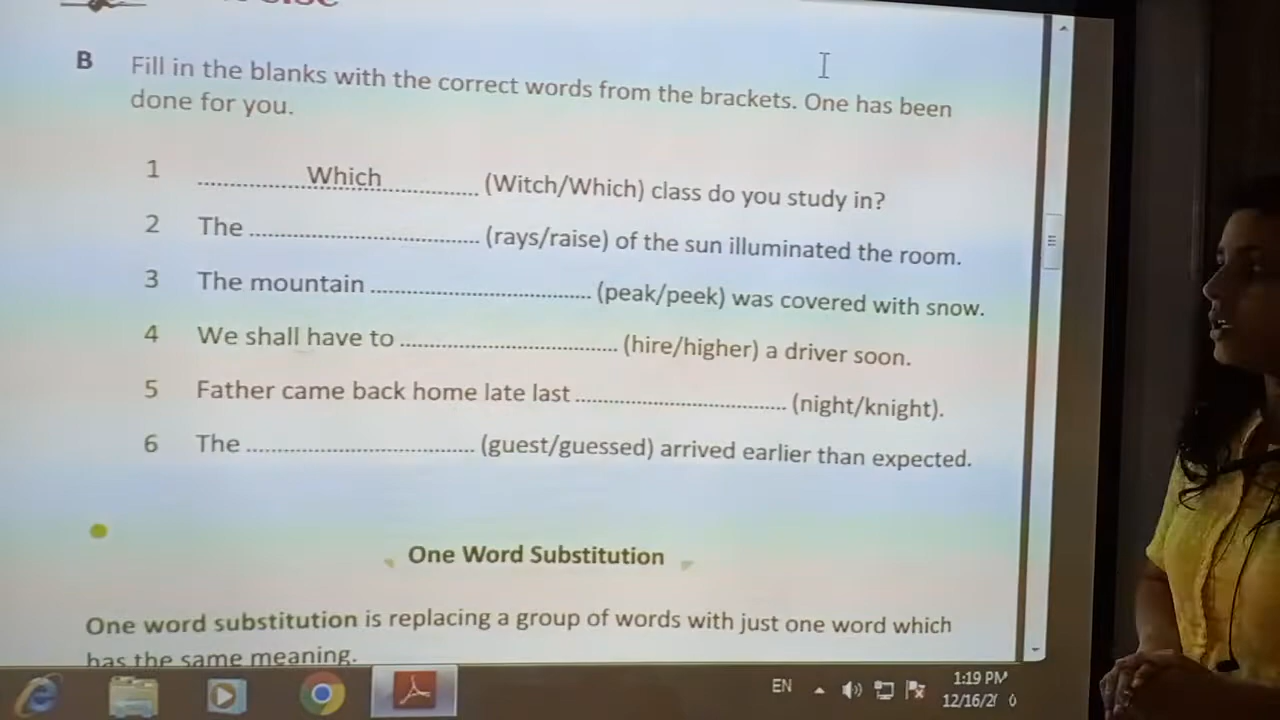 B Fill in the blanks with the correct words from the brackets. One has been
done for you.
1 ........Which........ (Witch/Which) class do you study in?
2 The ................ (rays/raise) of the sun illuminated the room.
3 The mountain ................ (peak/peek) was covered with snow.
4 We shall have to ................ (hire/higher) a driver soon.
5 Father came back home late last ................ (night/knight).
6 The ................ (guest/guessed) arrived earlier than expected.
One Word Substitution
One word substitution is replacing a group of words with just one word which
has the same meaning.
EN
1:19 PM